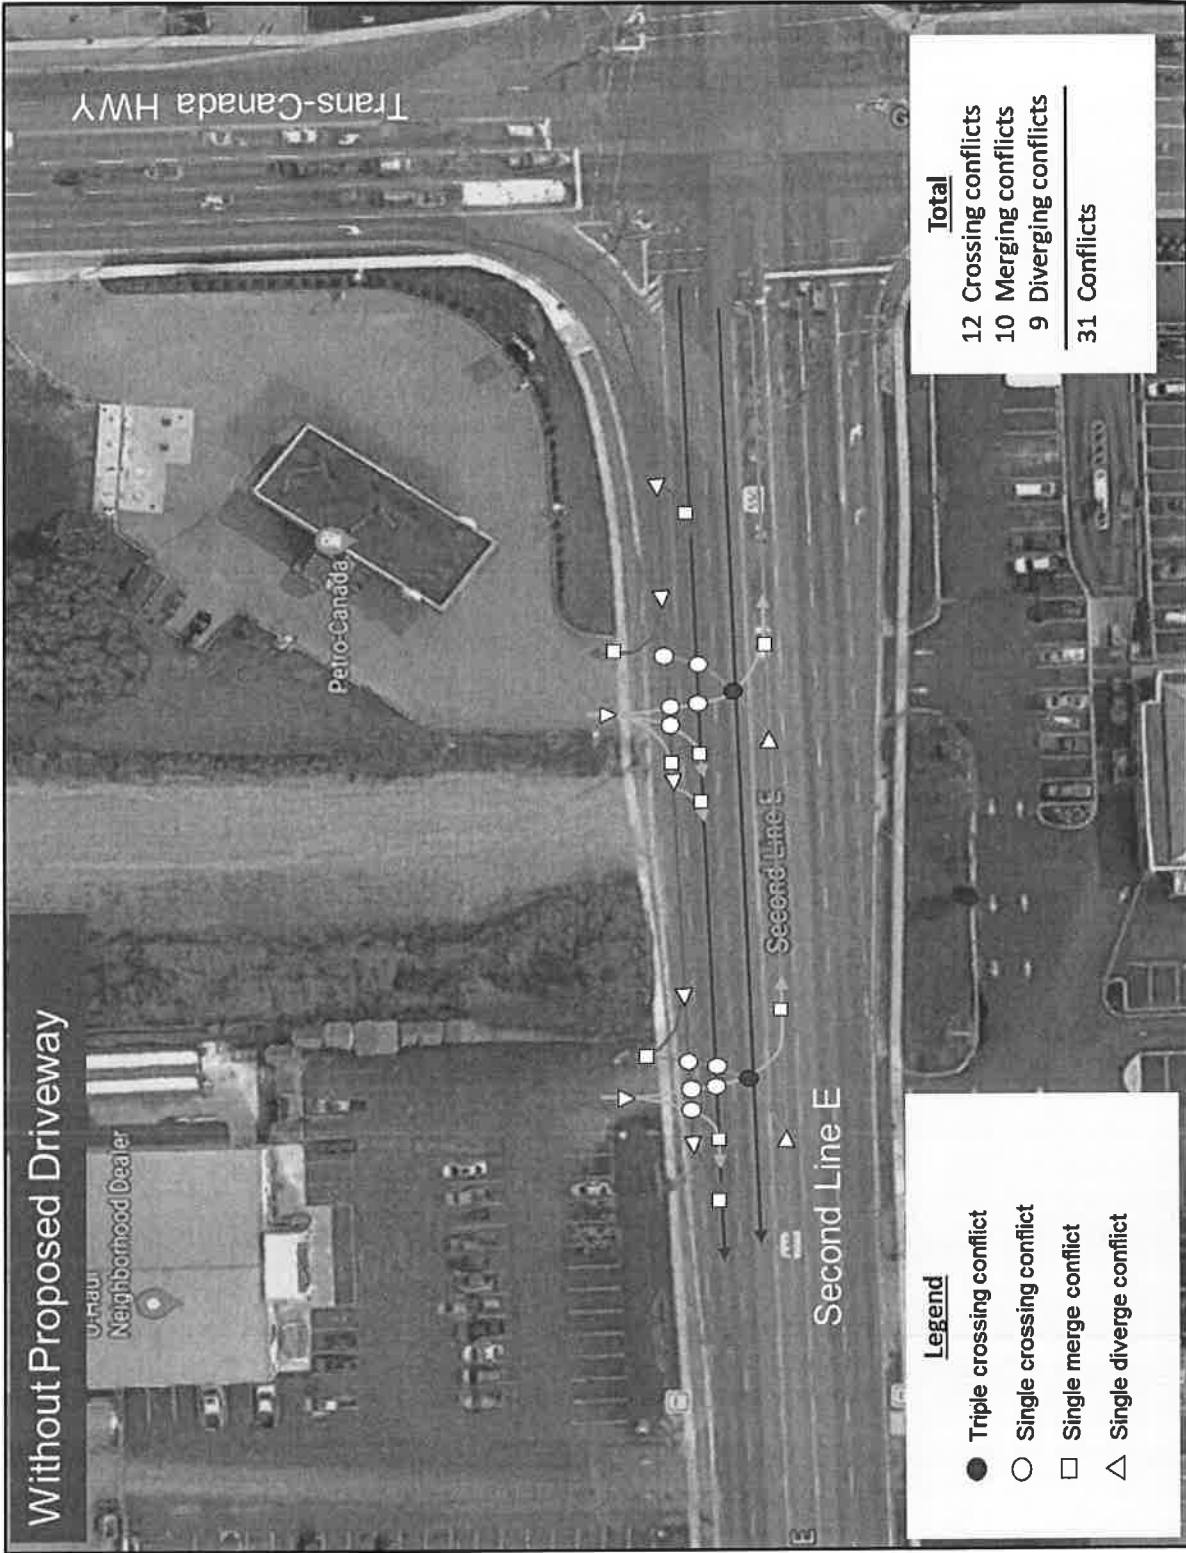 Without Proposed Driveway
U-Haul
Neighborhood Dealer
Petro-Canada
Trans-Canada HWY
Second Line E
Second Line E
E
Legend
Triple crossing conflict
Single crossing conflict
Single merge conflict
Single diverge conflict
Total
12 Crossing conflicts
10 Merging conflicts
9 Diverging conflicts
31 Conflicts